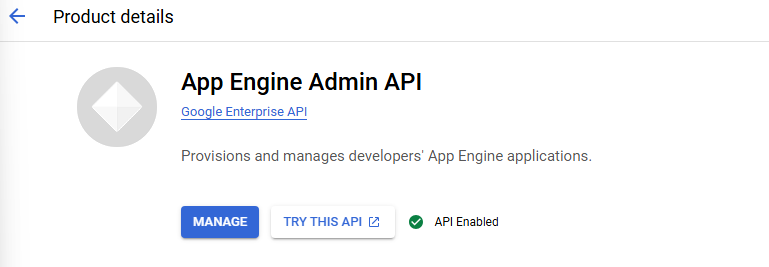 Product details
App Engine Admin API
Google Enterprise API
Provisions and manages developers' App Engine applications.
MANAGE TRY THIS API API Enabled